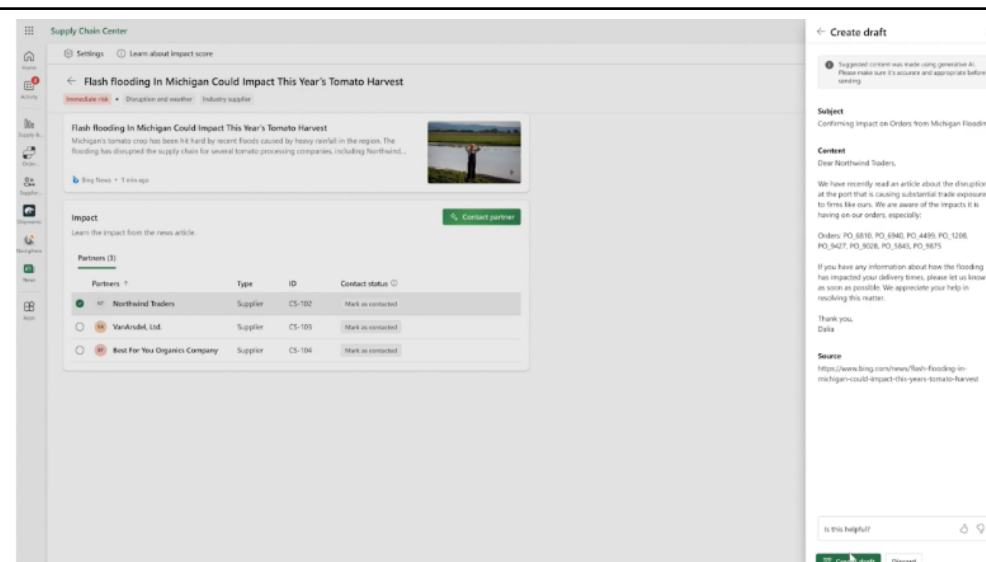 Supply Chain Center
Settings
Learn about impact score
Home
Activity
News
Apps
Flash flooding In Michigan Could Impact This Year's Tomato Harvest
Immediate risk • Disruption and weather Industry supplier
Flash flooding In Michigan Could Impact This Year's Tomato Harvest
Michigan's tomato crop has been hit hard by recent floods caused by heavy rainfall in the region. The
flooding has disrupted the supply chain for several tomato processing companies, including Northwind...
Bing News • 1 min ago
Impact
Contact partner
Learn the impact from the news article.
Partners (3)
Partners ↑ Type ID Contact status
NT Northwind Traders Supplier CS-102 Mark as contacted
VanArsdel, Ltd. Supplier CS-103 Mark as contacted
Best For You Organics Company Supplier CS-104 Mark as contacted
← Create draft
Suggested content was made using generative AI.
Please make sure it's accurate and appropriate before
sending.
Subject
Confirming Impact on Orders from Michigan Floodin
Content
Dear Northwind Traders,
We have recently read an article about the disruption
at the port that is causing substantial trade exposure
to firms like ours. We are aware of the impacts it is
having on our orders, especially:
Orders: PO_6810, PO_6940, PO_4499, PO_1208,
PO_9427, PO_9028, PO_5843, PO_9875
If you have any information about how the flooding
has impacted your delivery times, please let us know
as soon as possible. We appreciate your help in
resolving this matter.
Thank you,
Dalia
Source
https://www.bing.com/news/flash-flooding-in-
michigan-could-impact-this-years-tomato-harvest
Is this helpful?
draft Discard